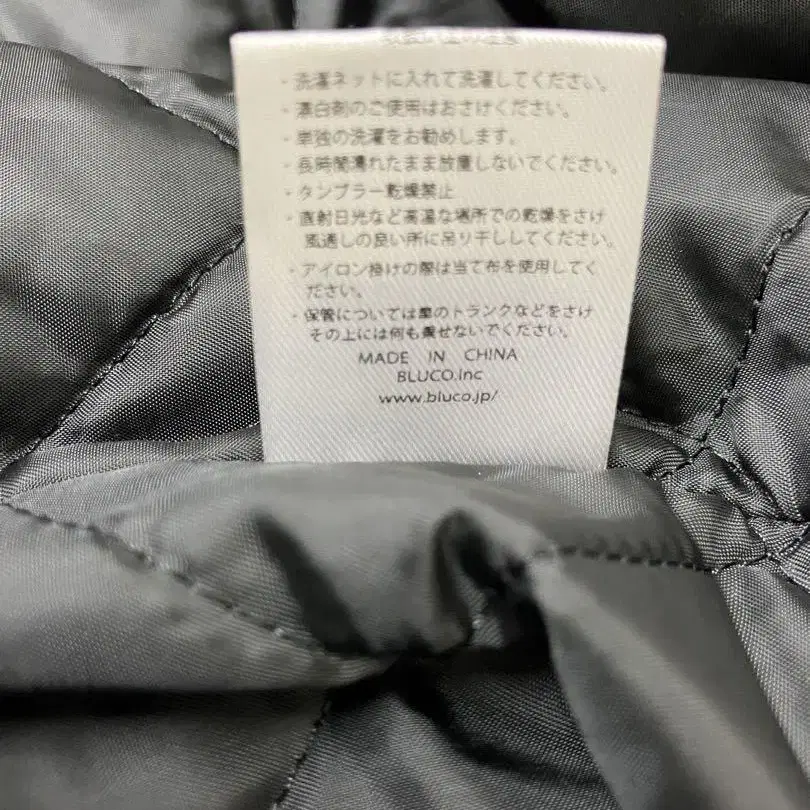 ・洗濯ネットに入れて洗濯してください。
・漂白剤のご使用はおさけください。
・単独の洗濯をお勧めします。
・長時間濡れたまま放置しないでください。
・タンブラー乾燥禁止
・直射日光など高温な場所での乾燥をさけ
風通しの良い所に吊り干ししてください。
・アイロン掛けの際は当て布を使用してく
ださい。
・保管については車のトランクなどをさけ
その上には何も乗せないでください。
MADE IN CHINA
BLUCO.inc
www.bluco.jp/